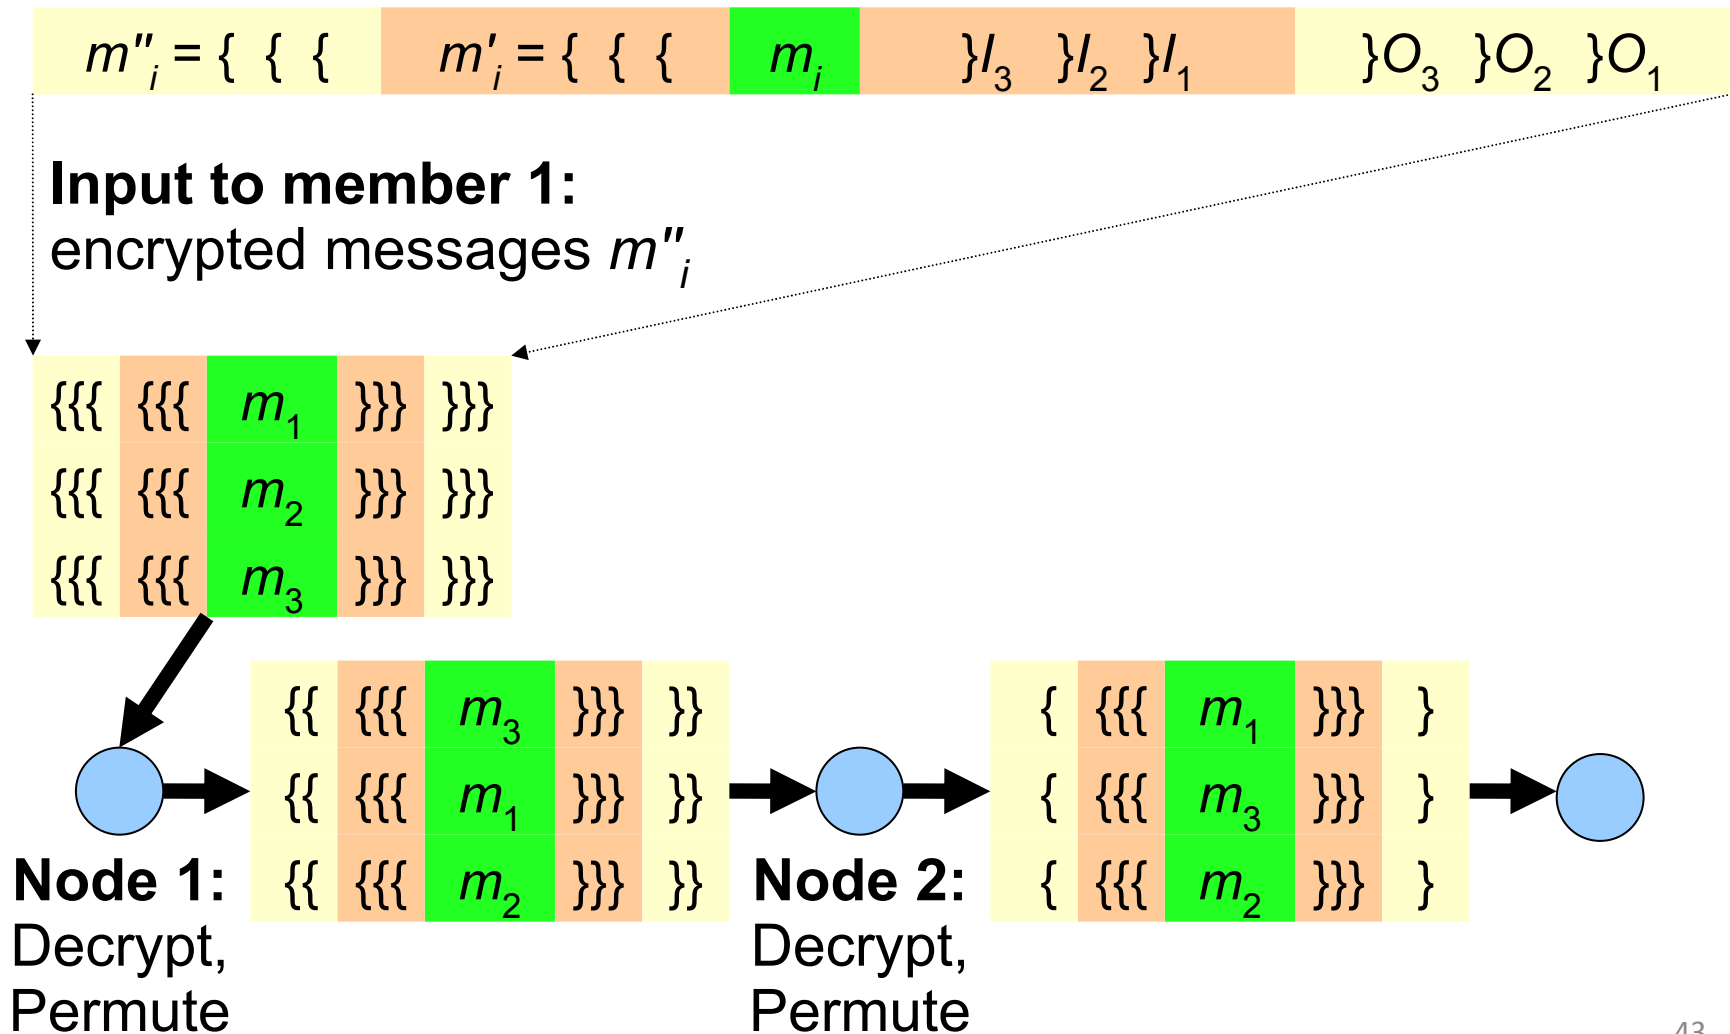 m″i = { { { m′i = { { { mi }I3 }I2 }I1 }O3 }O2 }O1
Input to member 1:
encrypted messages m″i
{{{ {{{ m1 }}} }}}
{{{ {{{ m2 }}} }}}
{{{ {{{ m3 }}} }}}
{{ {{{ m3 }}} }}
{{ {{{ m1 }}} }}
{{ {{{ m2 }}} }}
{ {{{ m1 }}} }
{ {{{ m3 }}} }
{ {{{ m2 }}} }
Node 1:
Decrypt,
Permute
Node 2:
Decrypt,
Permute
43